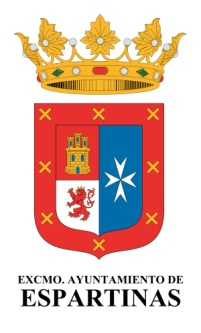 EXCMO. AYUNTAMIENTO DE
ESPARTINAS